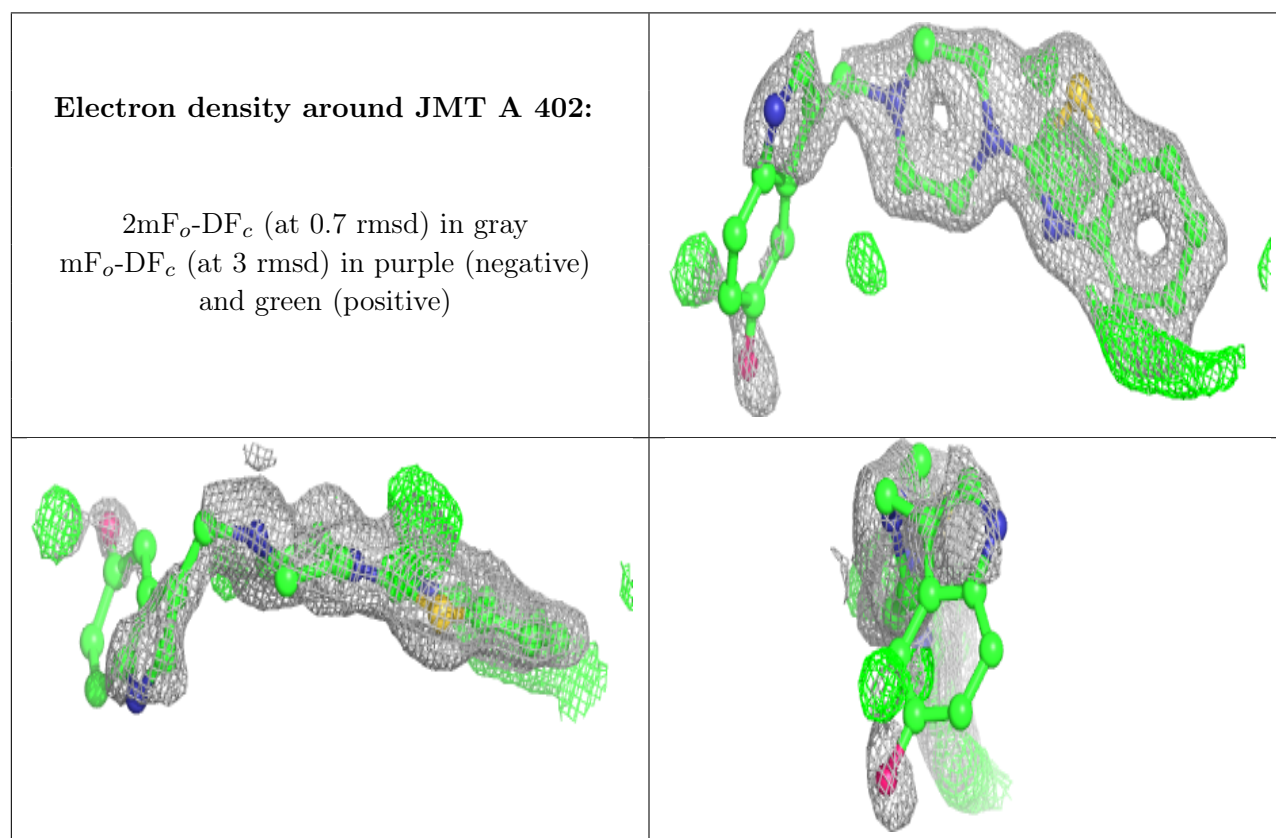 Electron density around JMT A 402:
2mFₒ-DF𝒸 (at 0.7 rmsd) in gray
mFₒ-DF𝒸 (at 3 rmsd) in purple (negative)
and green (positive)